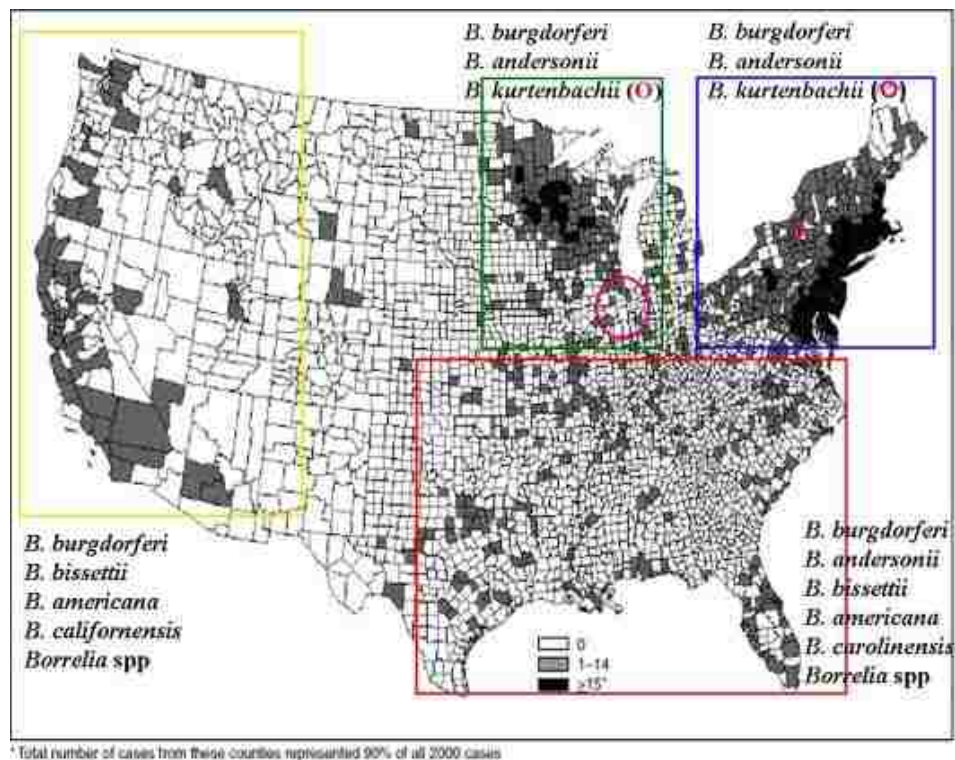 B. burgdorferi
B. andersonii
B. kurtenbachii (O)
B. burgdorferi
B. andersonii
B. kurtenbachii (O)
B. burgdorferi
B. bissettii
B. americana
B. californensis
Borrelia spp
0
1–14
≥15*
B. burgdorferi
B. andersonii
B. bissettii
B. americana
B. carolinensis
Borrelia spp
* Total number of cases from these counties represented 90% of all 2000 cases